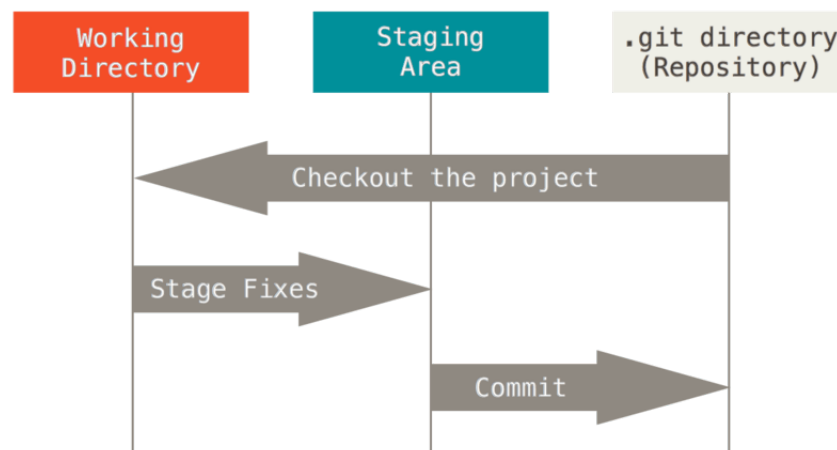 Working
Directory
Staging
Area
.git directory
(Repository)
Checkout the project
Stage Fixes
Commit